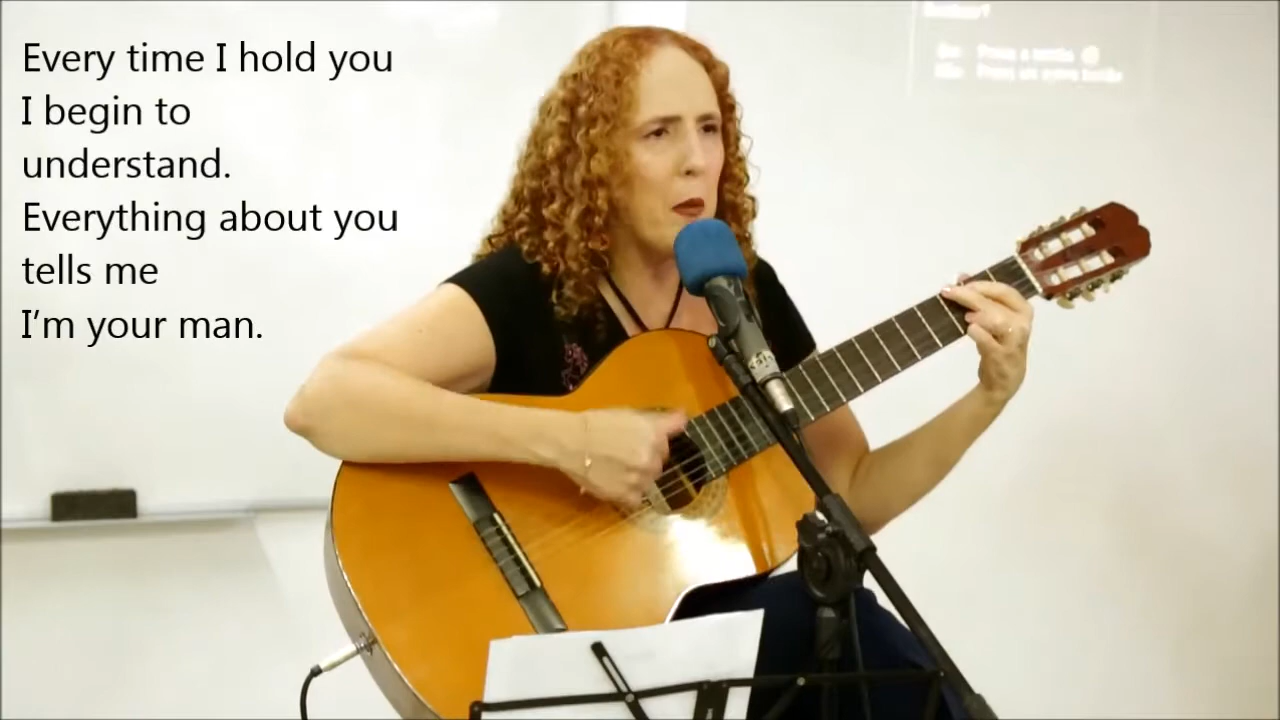 Every time I hold you
I begin to
understand.
Everything about you
tells me
I'm your man.